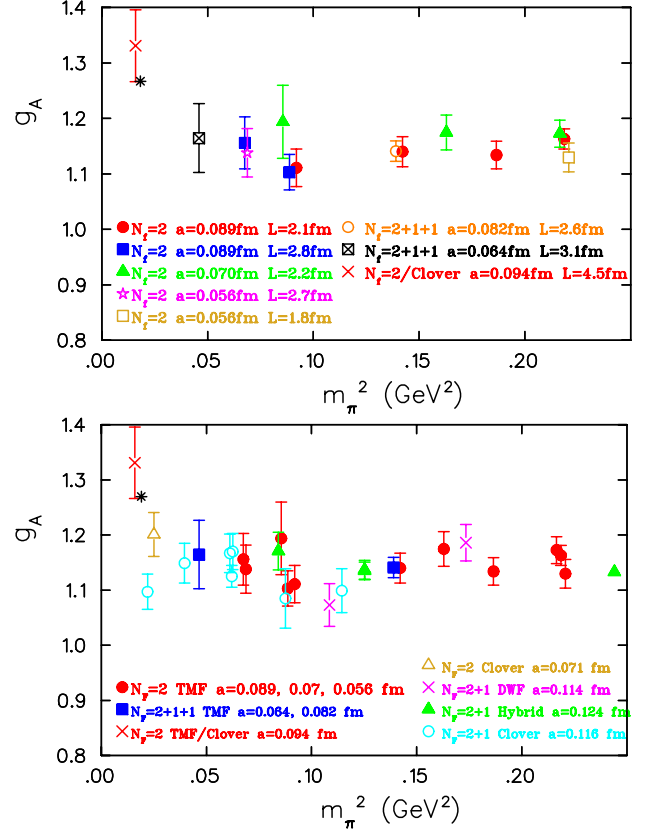 1.4
1.3
1.2
1.1
1.0
0.9
0.8
g_A
N_f=2 a=0.089fm L=2.1fm
N_f=2 a=0.089fm L=2.8fm
N_f=2 a=0.070fm L=2.2fm
N_f=2 a=0.056fm L=2.7fm
N_f=2 a=0.056fm L=1.8fm
N_f=2+1+1 a=0.082fm L=2.6fm
N_f=2+1+1 a=0.064fm L=3.1fm
N_f=2/Clover a=0.094fm L=4.5fm
.00 .05 .10 .15 .20
m_π^2 (GeV^2)
1.4
1.3
1.2
1.1
1.0
0.9
0.8
g_A
N_F=2 TMF a=0.089, 0.07, 0.056 fm
N_F=2+1+1 TMF a=0.064, 0.082 fm
N_F=2 TMF/Clover a=0.094 fm
N_F=2 Clover a=0.071 fm
N_F=2+1 DWF a=0.114 fm
N_F=2+1 Hybrid a=0.124 fm
N_F=2+1 Clover a=0.116 fm
.00 .05 .10 .15 .20
m_π^2 (GeV^2)